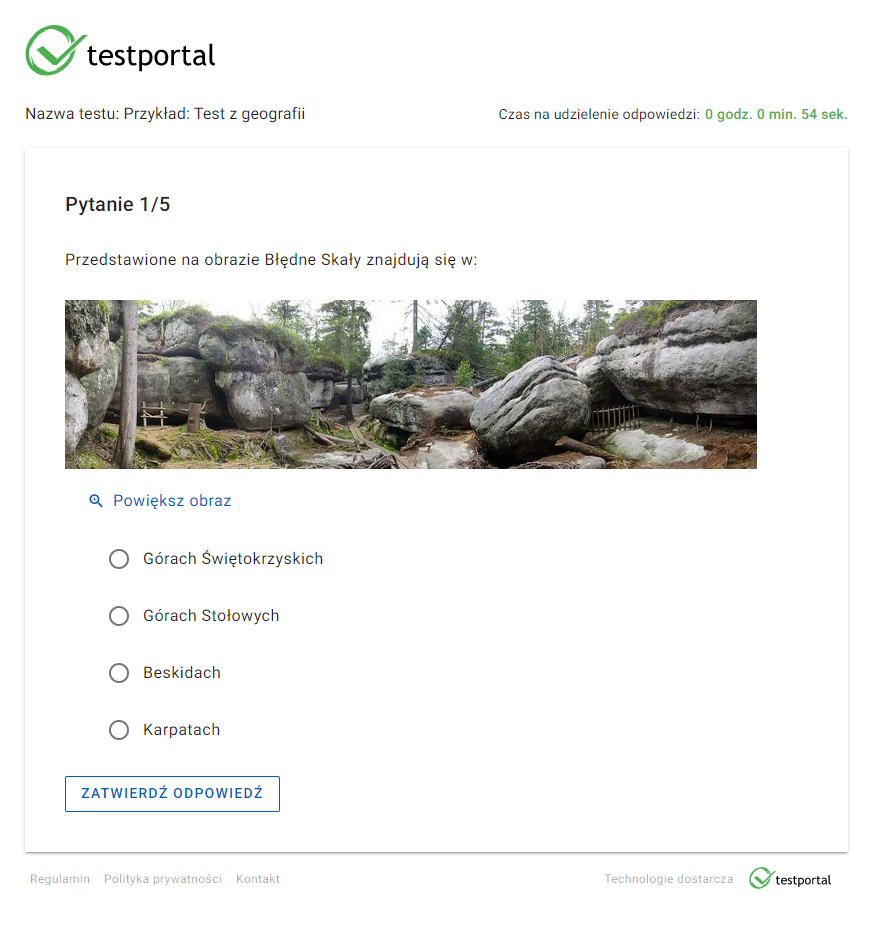 testportal
Nazwa testu: Przykład: Test z geografii
Czas na udzielenie odpowiedzi: 0 godz. 0 min. 54 sek.
Pytanie 1/5
Przedstawione na obrazie Błędne Skały znajdują się w:
Powiększ obraz
Górach Świętokrzyskich
Górach Stołowych
Beskidach
Karpatach
ZATWIERDŹ ODPOWIEDŹ
Regulamin Polityka prywatności Kontakt
Technologie dostarcza testportal